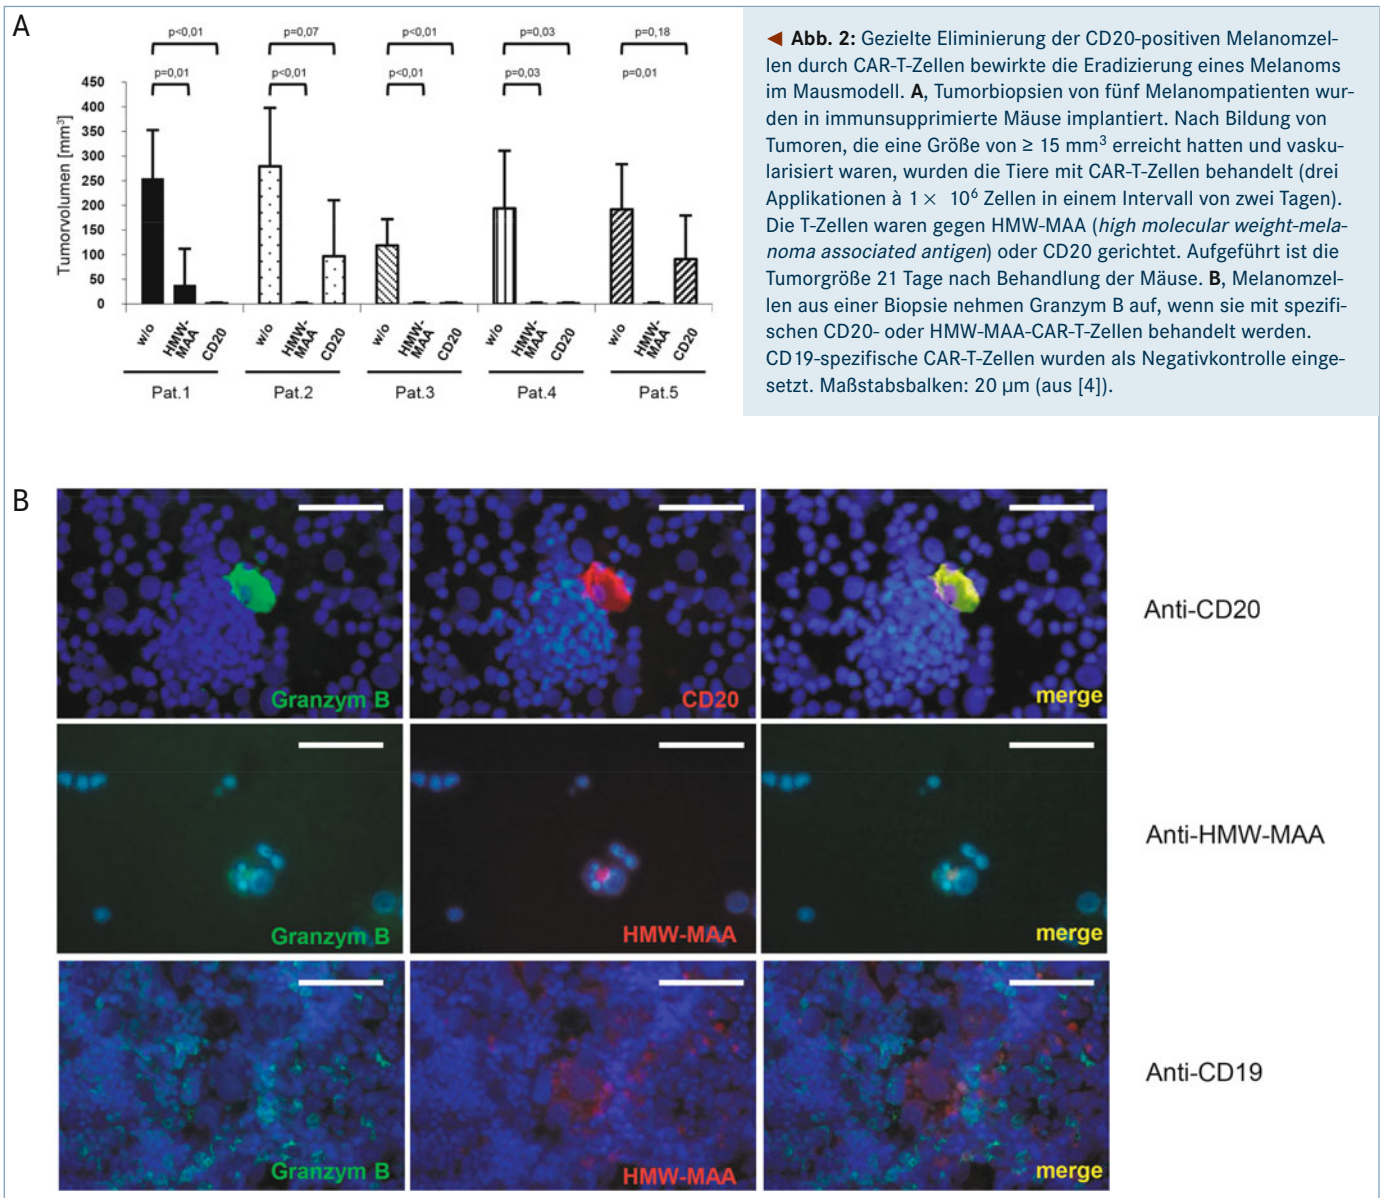 A
p<0,01
p=0,07
p<0,01
p=0,03
p=0,18
p=0,01
p<0,01
p<0,01
p=0,03
p=0,01
Tumorvolumen [mm³]
450
400
350
300
250
200
150
100
50
0
w/o HMW-MAA CD20
w/o HMW-MAA CD20
w/o HMW-MAA CD20
w/o HMW-MAA CD20
w/o HMW-MAA CD20
Pat.1
Pat.2
Pat.3
Pat.4
Pat.5
◀ Abb. 2: Gezielte Eliminierung der CD20-positiven Melanomzel-
len durch CAR-T-Zellen bewirkte die Eradizierung eines Melanoms
im Mausmodell. A, Tumorbiopsien von fünf Melanompatienten wur-
den in immunsupprimierte Mäuse implantiert. Nach Bildung von
Tumoren, die eine Größe von ≥ 15 mm³ erreicht hatten und vasku-
larisiert waren, wurden die Tiere mit CAR-T-Zellen behandelt (drei
Applikationen à 1 × 10⁶ Zellen in einem Intervall von zwei Tagen).
Die T-Zellen waren gegen HMW-MAA (high molecular weight-mela-
noma associated antigen) oder CD20 gerichtet. Aufgeführt ist die
Tumorgröße 21 Tage nach Behandlung der Mäuse. B, Melanomzel-
len aus einer Biopsie nehmen Granzym B auf, wenn sie mit spezifi-
schen CD20- oder HMW-MAA-CAR-T-Zellen behandelt werden.
CD19-spezifische CAR-T-Zellen wurden als Negativkontrolle einge-
setzt. Maßstabsbalken: 20 µm (aus [4]).
B
Granzym B
CD20
merge
Anti-CD20
Granzym B
HMW-MAA
merge
Anti-HMW-MAA
Granzym B
HMW-MAA
merge
Anti-CD19